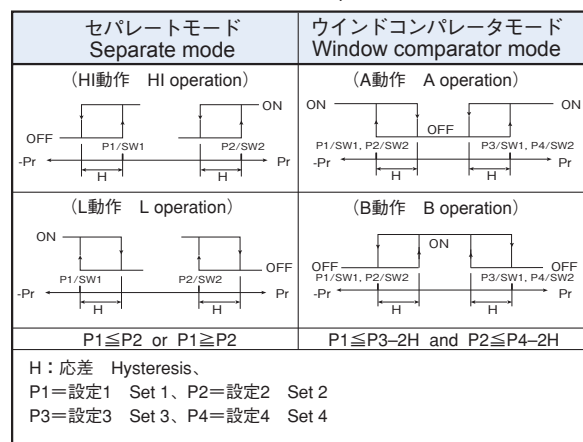 セパレートモード
Separate mode
ウインドコンパレータモード
Window comparator mode
（HI動作　HI operation）
ON
OFF
P1/SW1
P2/SW2
-Pr
Pr
H
H
（A動作　A operation）
ON
ON
OFF
P1/SW1, P2/SW2
P3/SW1, P4/SW2
-Pr
Pr
H
H
（L動作　L operation）
ON
OFF
P1/SW1
P2/SW2
-Pr
Pr
H
H
（B動作　B operation）
ON
OFF
OFF
P1/SW1, P2/SW2
P3/SW1, P4/SW2
-Pr
Pr
H
H
P1≦P2 or P1≧P2
P1≦P3–2H and P2≦P4–2H
H：応差　Hysteresis、
P1＝設定1　Set 1、P2＝設定2　Set 2
P3＝設定3　Set 3、P4＝設定4　Set 4